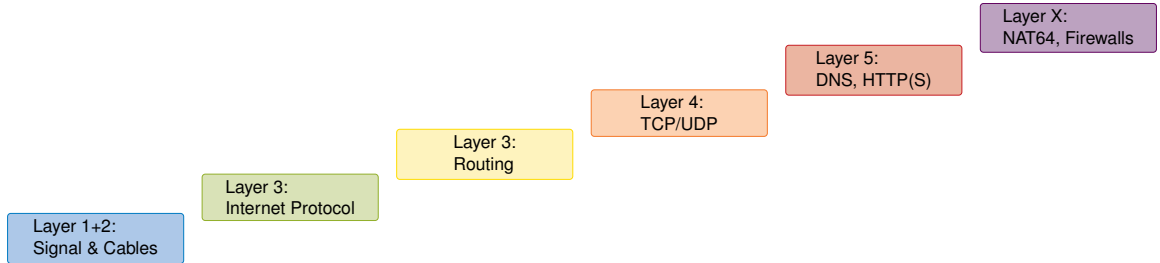 Layer X:
NAT64, Firewalls
Layer 5:
DNS, HTTP(S)
Layer 4:
TCP/UDP
Layer 3:
Routing
Layer 3:
Internet Protocol
Layer 1+2:
Signal & Cables